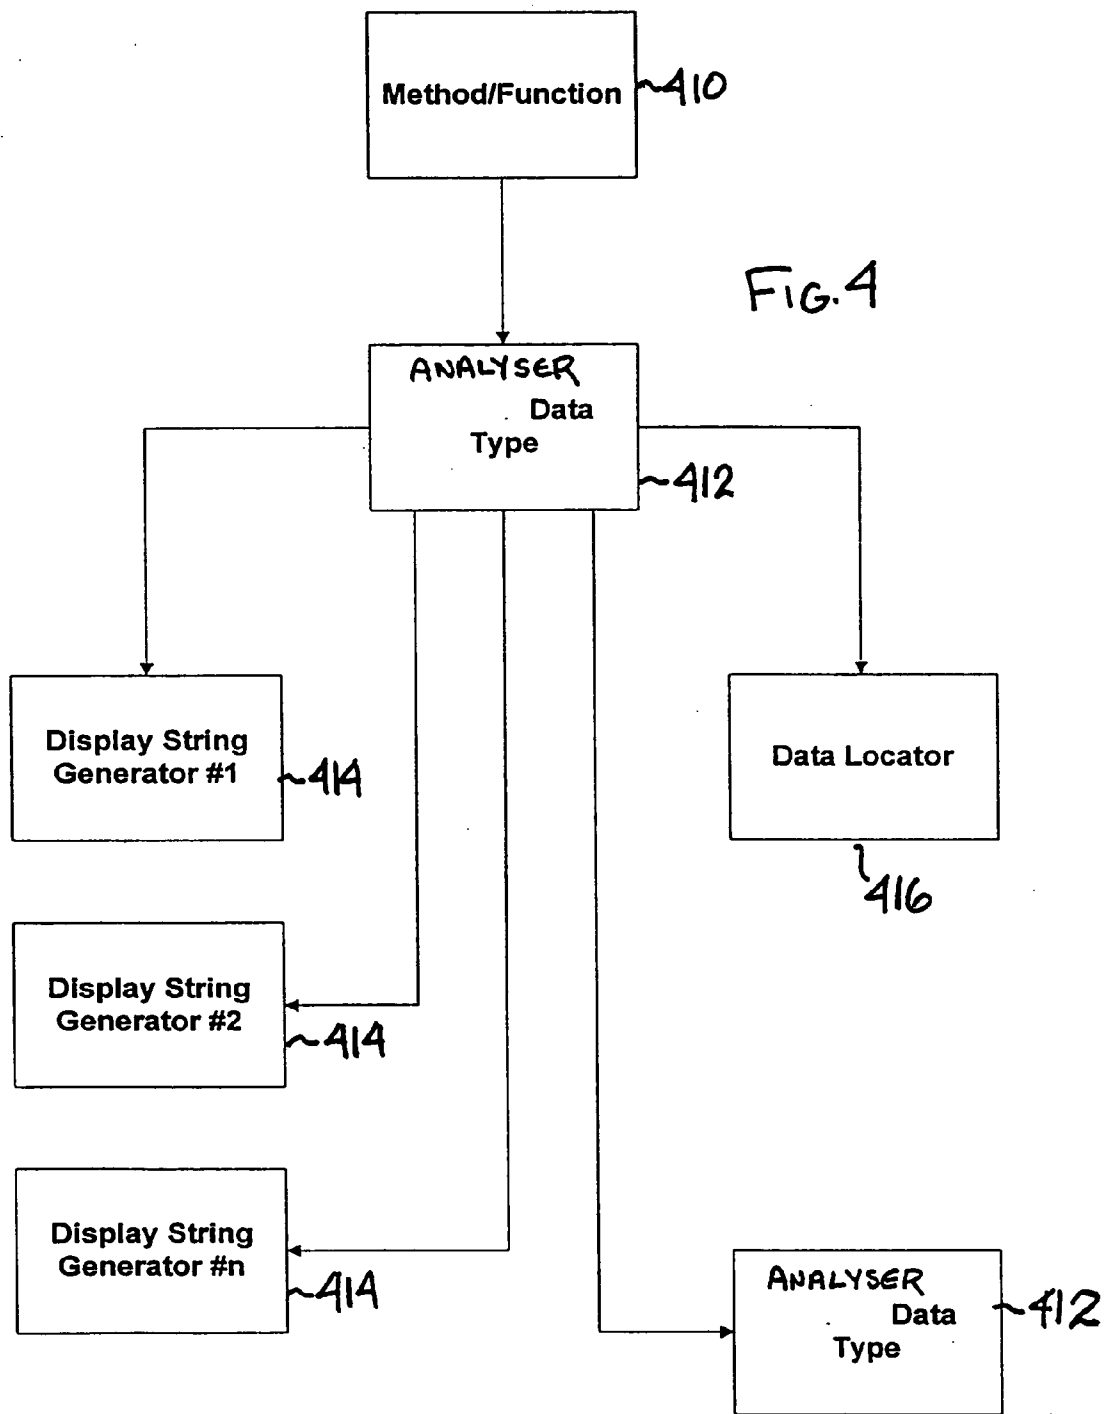 Method/Function
~410
FIG. 4
ANALYSER
Data
Type
~412
Display String
Generator #1
~414
Data Locator
416
Display String
Generator #2
~414
Display String
Generator #n
~414
ANALYSER
Data
Type
~412